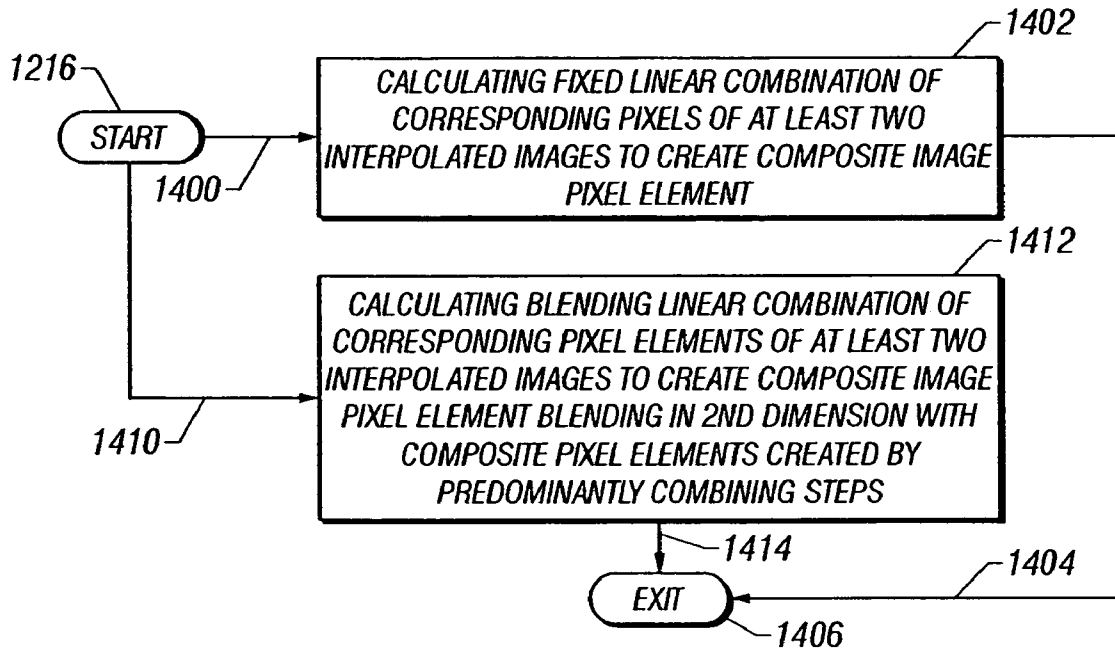 1402
1216
START
1400
CALCULATING FIXED LINEAR COMBINATION OF
CORRESPONDING PIXELS OF AT LEAST TWO
INTERPOLATED IMAGES TO CREATE COMPOSITE IMAGE
PIXEL ELEMENT
1412
CALCULATING BLENDING LINEAR COMBINATION OF
CORRESPONDING PIXEL ELEMENTS OF AT LEAST TWO
INTERPOLATED IMAGES TO CREATE COMPOSITE IMAGE
PIXEL ELEMENT BLENDING IN 2ND DIMENSION WITH
COMPOSITE PIXEL ELEMENTS CREATED BY
PREDOMINANTLY COMBINING STEPS
1410
1414
1404
EXIT
1406